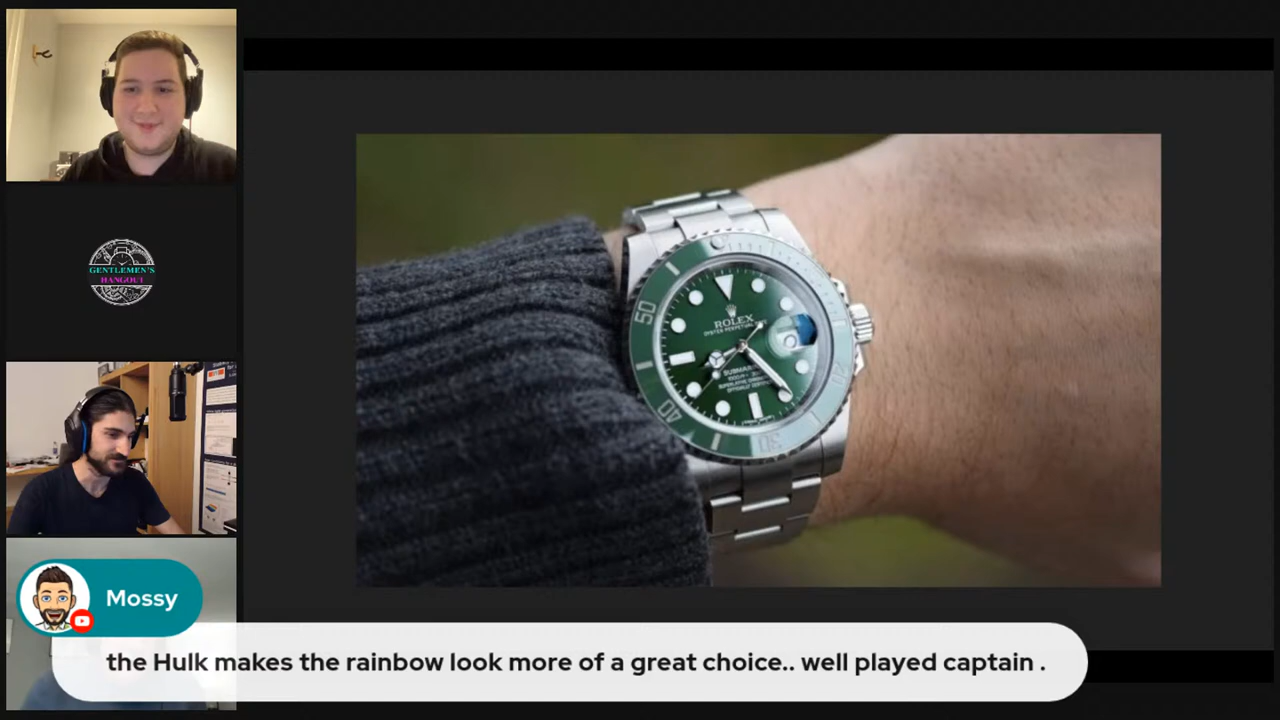 GENTLEMEN'S
HANGOUT
50
ROLEX
OYSTER PERPETUAL DATE
40
30
20
Mossy
the Hulk makes the rainbow look more of a great choice.. well played captain .